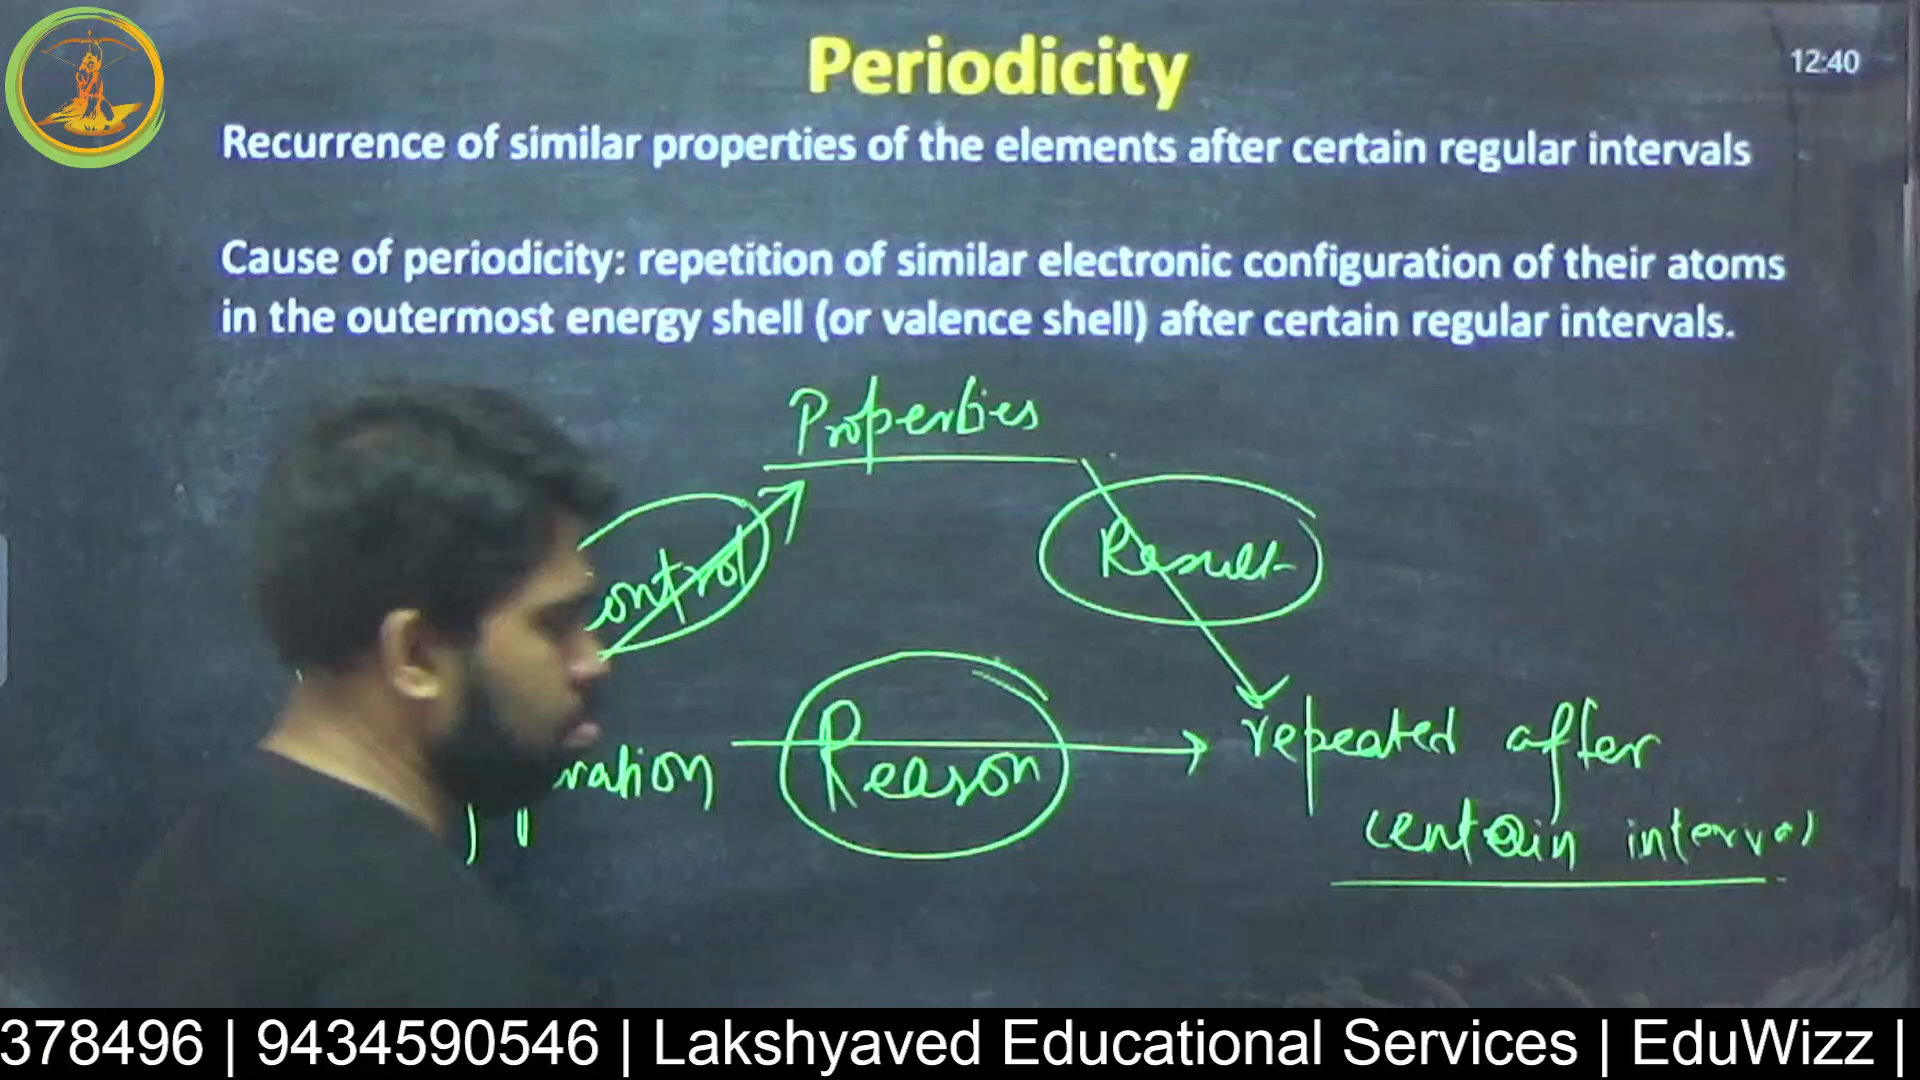 Periodicity
12:40
Recurrence of similar properties of the elements after certain regular intervals
Cause of periodicity: repetition of similar electronic configuration of their atoms
in the outermost energy shell (or valence shell) after certain regular intervals.
Properties
ontrol
Result
Reason
repeated after
certain interval
378496 | 9434590546 | Lakshyaved Educational Services | EduWizz |